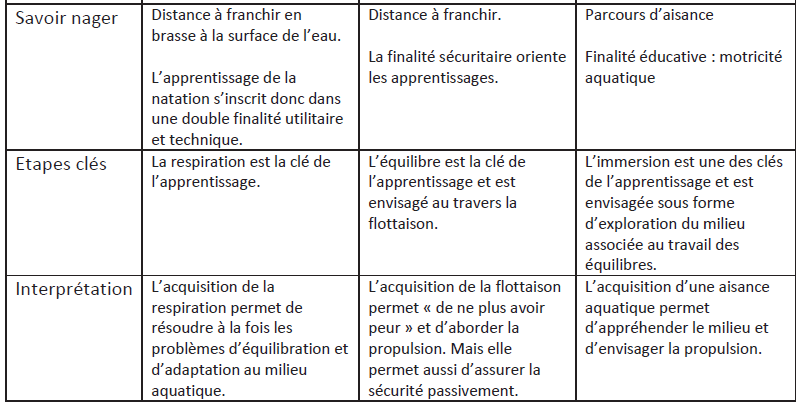 Savoir nager
Distance à franchir en
brasse à la surface de l'eau.
L'apprentissage de la
natation s'inscrit donc dans
une double finalité utilitaire
et technique.
Distance à franchir.
La finalité sécuritaire oriente
les apprentissages.
Parcours d'aisance
Finalité éducative : motricité
aquatique
Etapes clés
La respiration est la clé de
l'apprentissage.
L'équilibre est la clé de
l'apprentissage et est
envisagé au travers la
flottaison.
L'immersion est une des clés
de l'apprentissage et est
envisagée sous forme
d'exploration du milieu
associée au travail des
équilibres.
Interprétation
L'acquisition de la
respiration permet de
résoudre à la fois les
problèmes d'équilibration et
d'adaptation au milieu
aquatique.
L'acquisition de la flottaison
permet « de ne plus avoir
peur » et d'aborder la
propulsion. Mais elle
permet aussi d'assurer la
sécurité passivement.
L'acquisition d'une aisance
aquatique permet
d'appréhender le milieu et
d'envisager la propulsion.